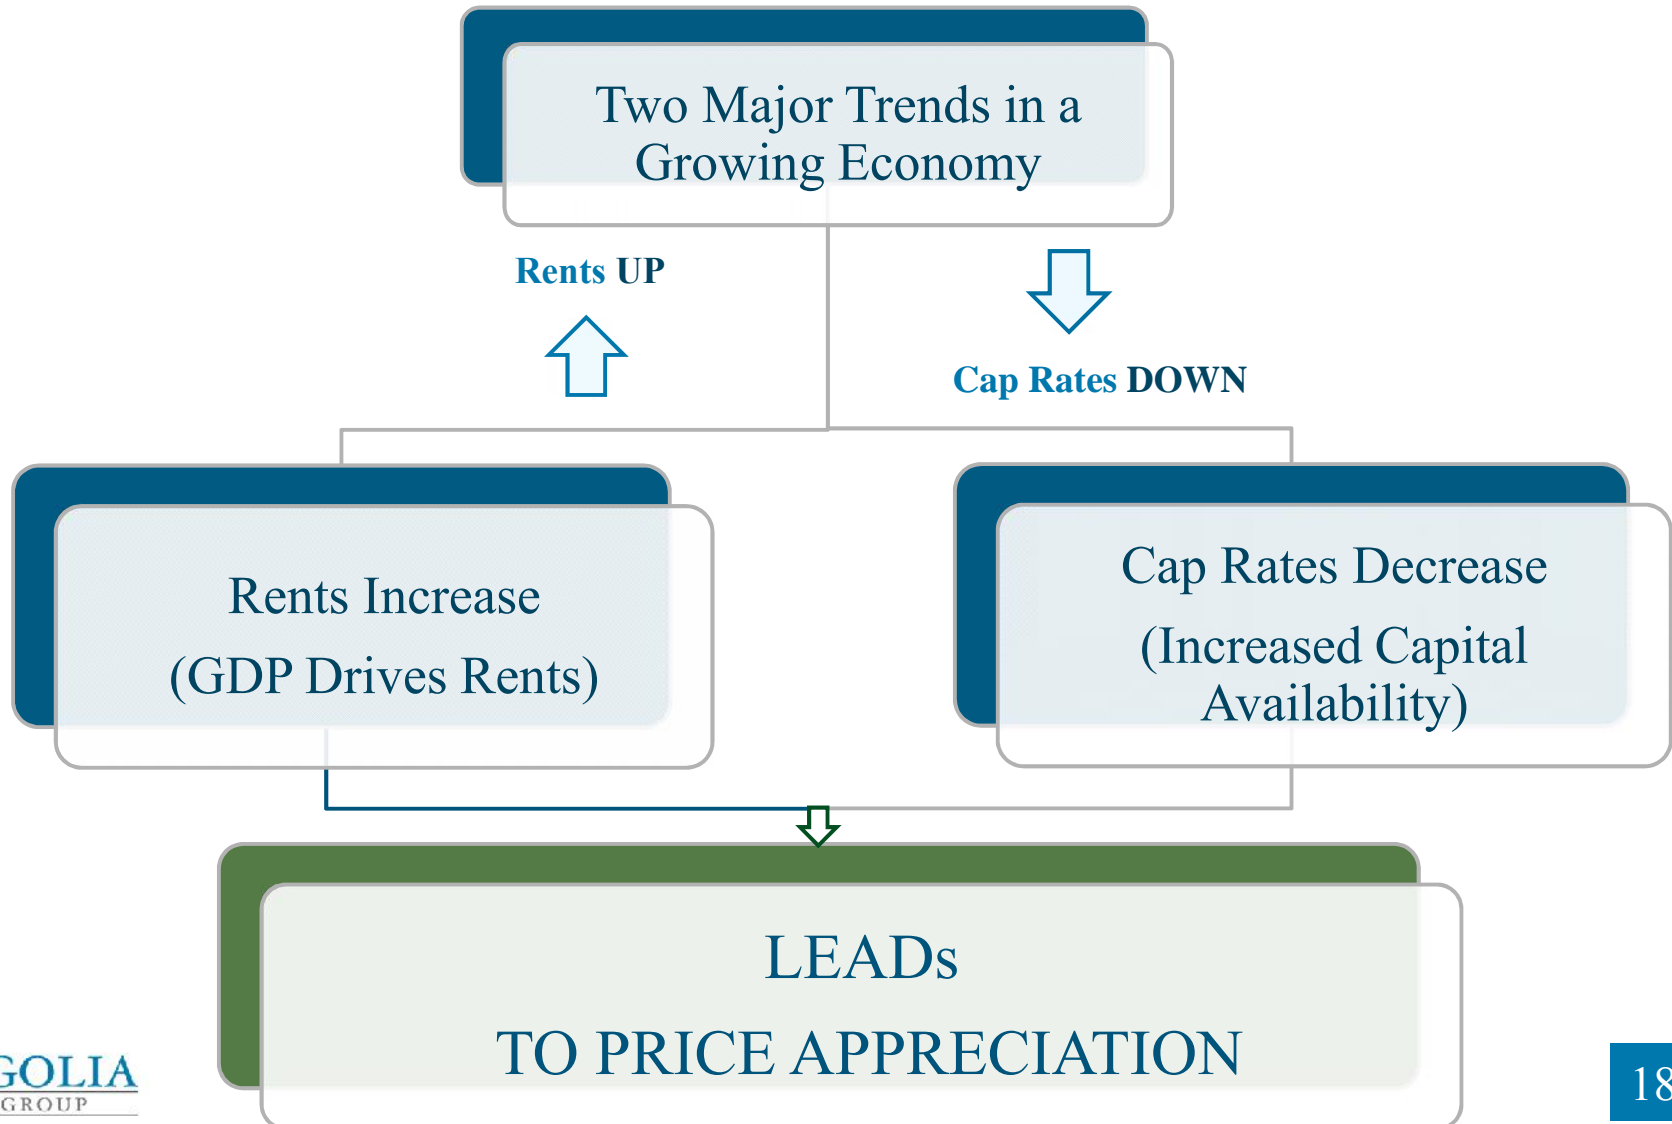 Two Major Trends in a
Growing Economy
Rents UP
Cap Rates DOWN
Rents Increase
(GDP Drives Rents)
Cap Rates Decrease
(Increased Capital
Availability)
LEADs
TO PRICE APPRECIATION
GOLIA
GROUP
18